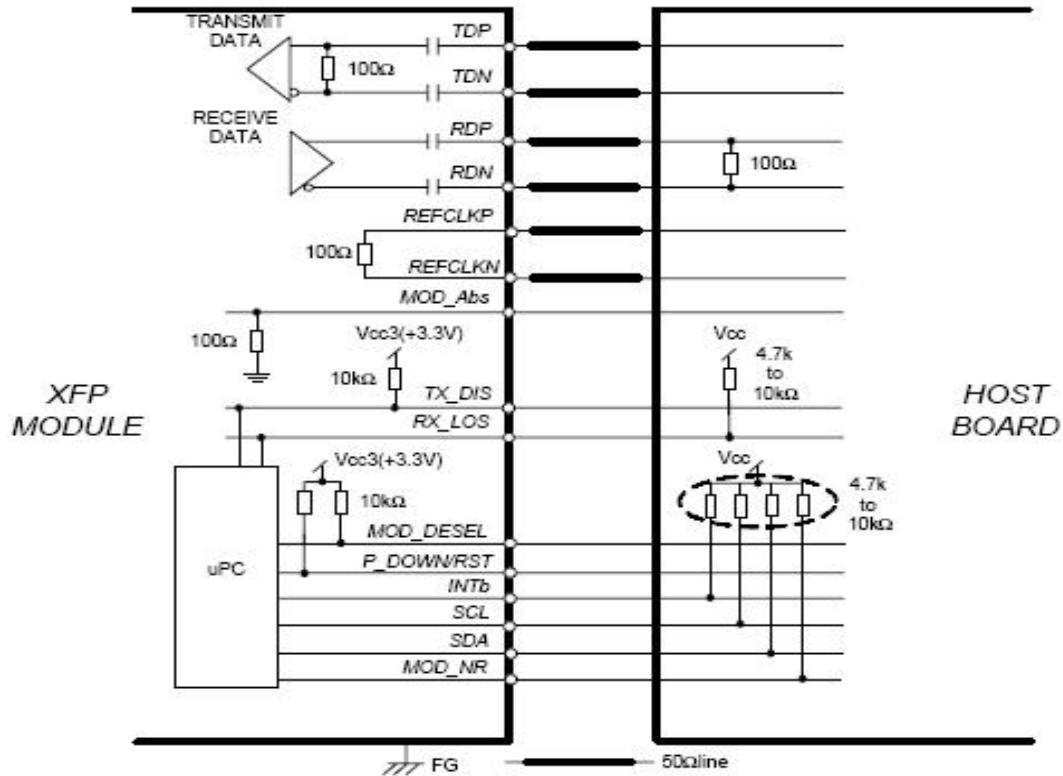 TRANSMIT
DATA
TDP
100Ω
TDN
RECEIVE
DATA
RDP
RDN
100Ω
REFCLKP
100Ω
REFCLKN
MOD_Abs
100Ω
Vcc3(+3.3V)
10kΩ
TX_DIS
RX_LOS
Vcc
4.7k
to
10kΩ
XFP
MODULE
HOST
BOARD
Vcc3(+3.3V)
10kΩ
Vcc
4.7k
to
10kΩ
MOD_DESEL
P_DOWN/RST
uPC
INTb
SCL
SDA
MOD_NR
FG
50Ωline